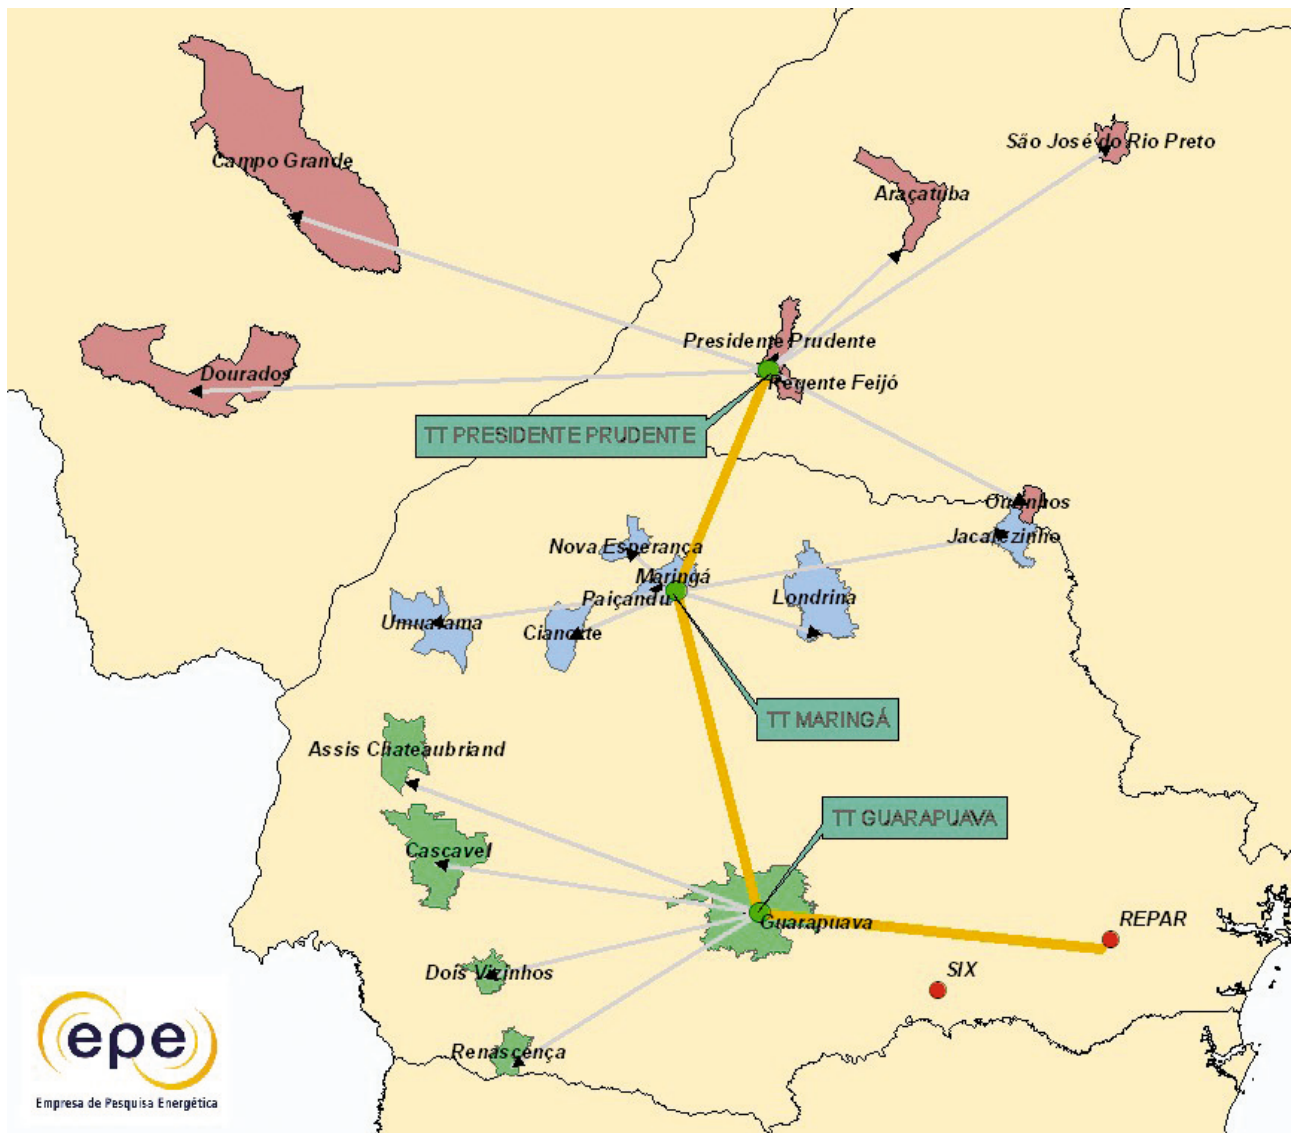 São José do Rio Preto
Campo Grande
Araçatuba
Presidente Prudente
Dourados
Regente Feijó
TT PRESIDENTE PRUDENTE
Ourinhos
Jacarezinho
Nova Esperança
Maringá
Paiçandu
Londrina
Umuarama
Cianorte
TT MARINGÁ
Assis Chateaubriand
TT GUARAPUAVA
Cascavel
Guarapuava
REPAR
Dois Vizinhos
SIX
epe
Renascença
Empresa de Pesquisa Energética